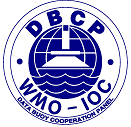 DBCP
WMO-IOC
DATA BUOY COOPERATION PANEL